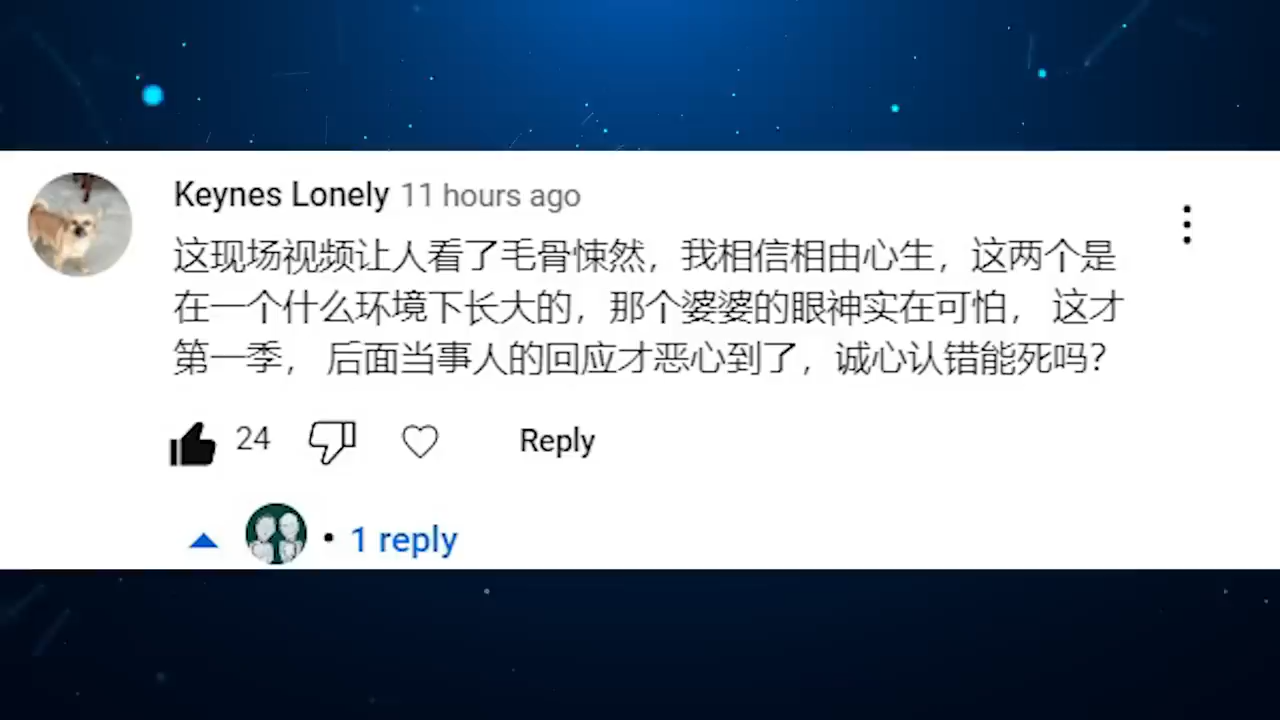 Keynes Lonely 11 hours ago
这现场视频让人看了毛骨悚然，我相信相由心生，这两个是
在一个什么环境下长大的，那个婆婆的眼神实在可怕， 这才
第一季， 后面当事人的回应才恶心到了，诚心认错能死吗？
24 Reply
• 1 reply